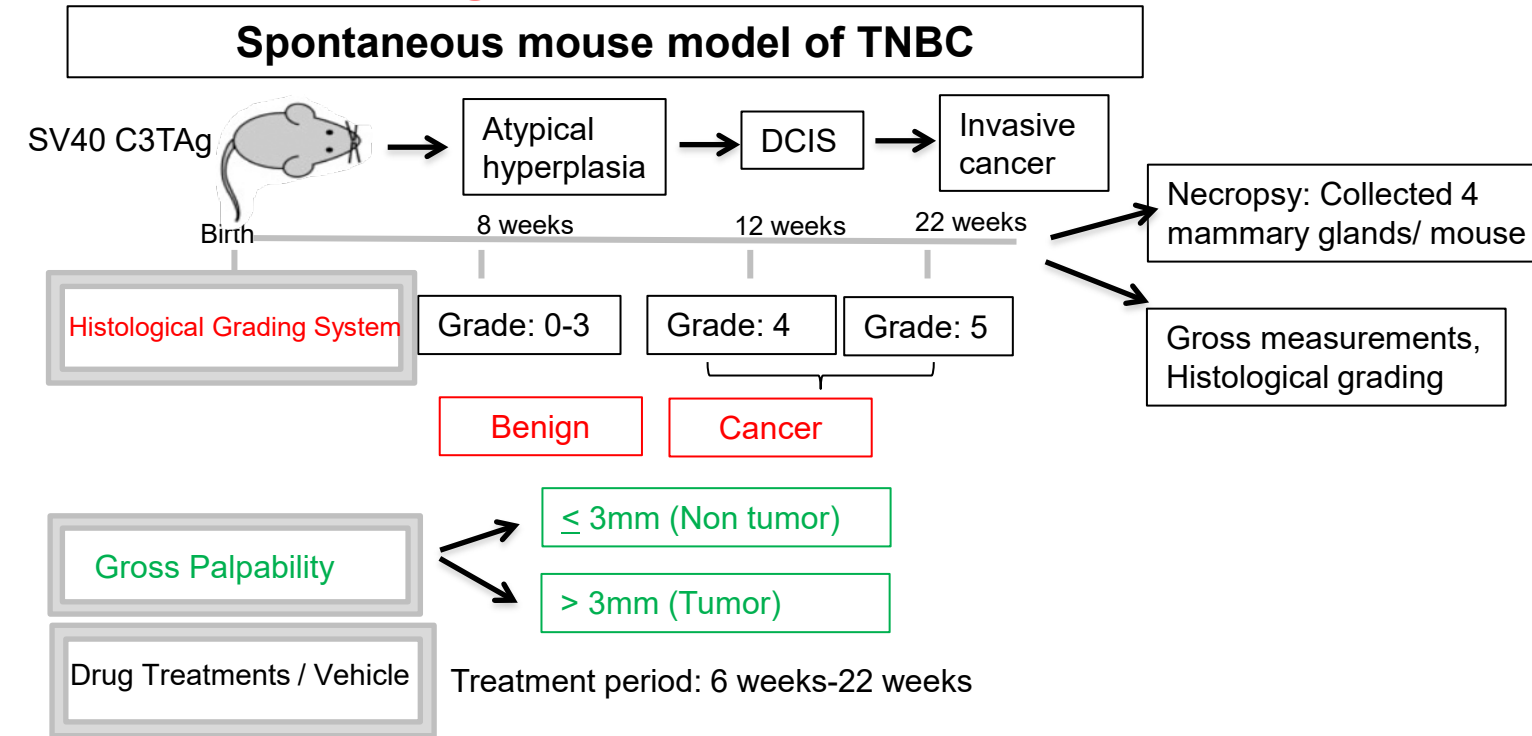 Spontaneous mouse model of TNBC
SV40 C3TAg
Atypical
hyperplasia
DCIS
Invasive
cancer
Necropsy: Collected 4
mammary glands/ mouse
Birth
8 weeks
12 weeks
22 weeks
Histological Grading System
Grade: 0-3
Grade: 4
Grade: 5
Gross measurements,
Histological grading
Benign
Cancer
Gross Palpability
≤ 3mm (Non tumor)
> 3mm (Tumor)
Drug Treatments / Vehicle
Treatment period: 6 weeks-22 weeks